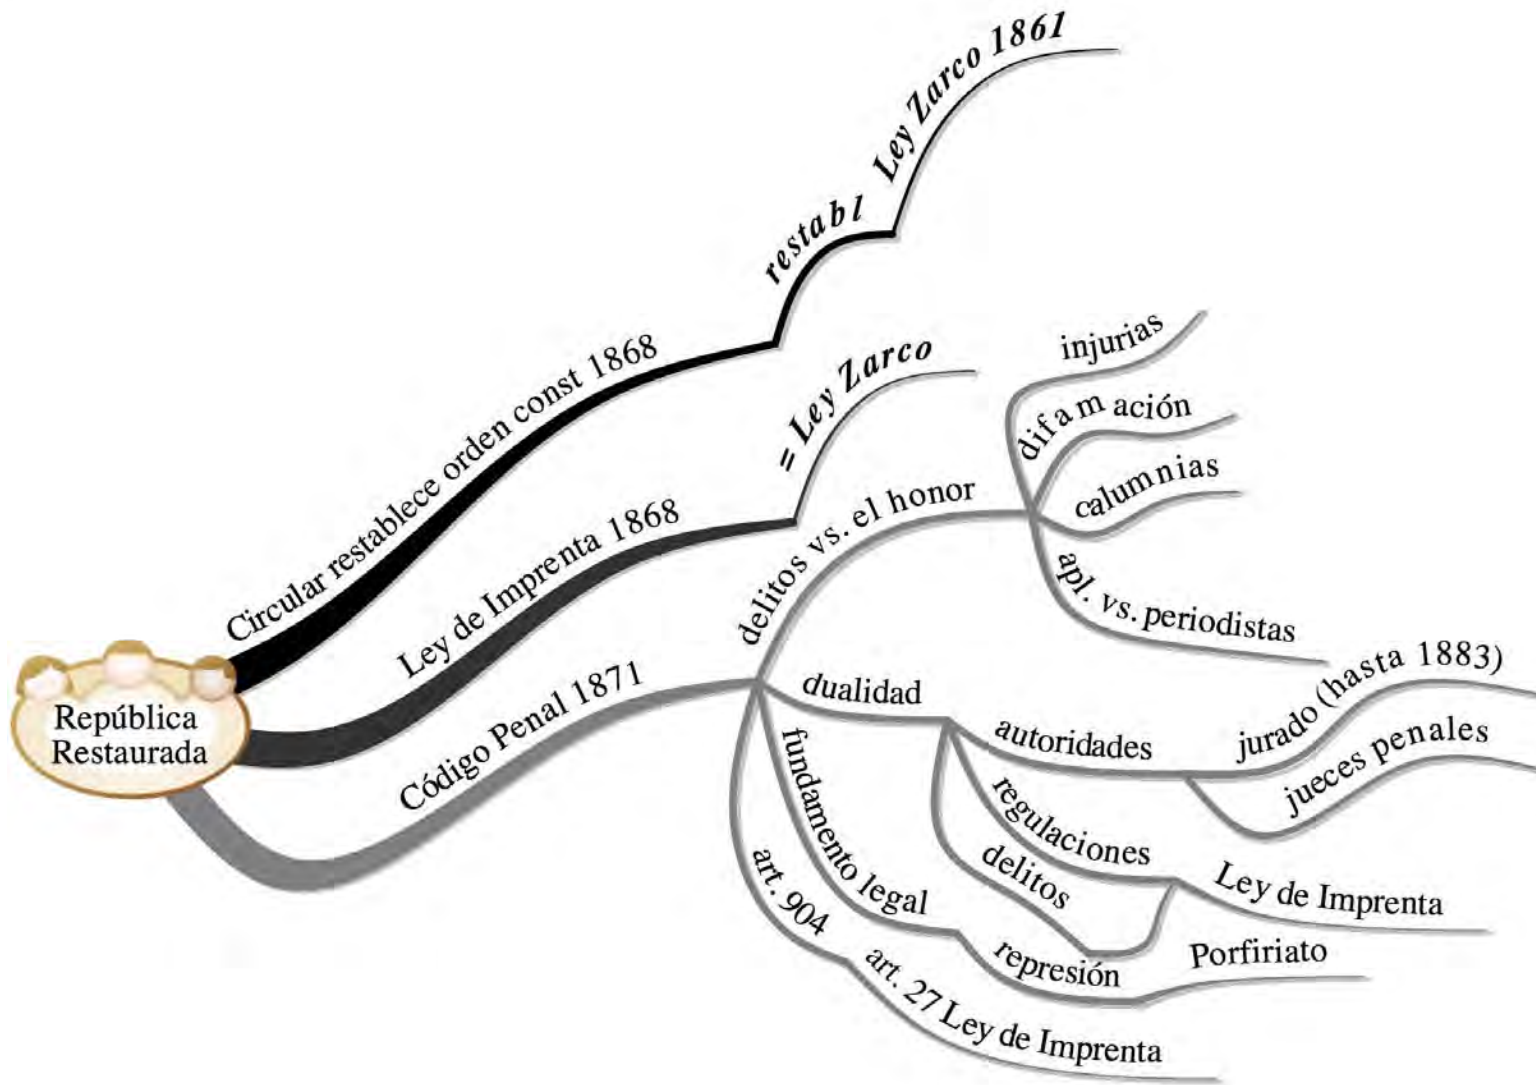 República
Restaurada
Circular restablece orden const 1868
restabl
Ley Zarco 1861
Ley de Imprenta 1868
= Ley Zarco
Código Penal 1871
delitos vs. el honor
injurias
difamación
calumnias
apl. vs. periodistas
dualidad
autoridades
jurado (hasta 1883)
jueces penales
regulaciones
delitos
Ley de Imprenta
fundamento legal
represión
Porfiriato
art. 904
art. 27 Ley de Imprenta